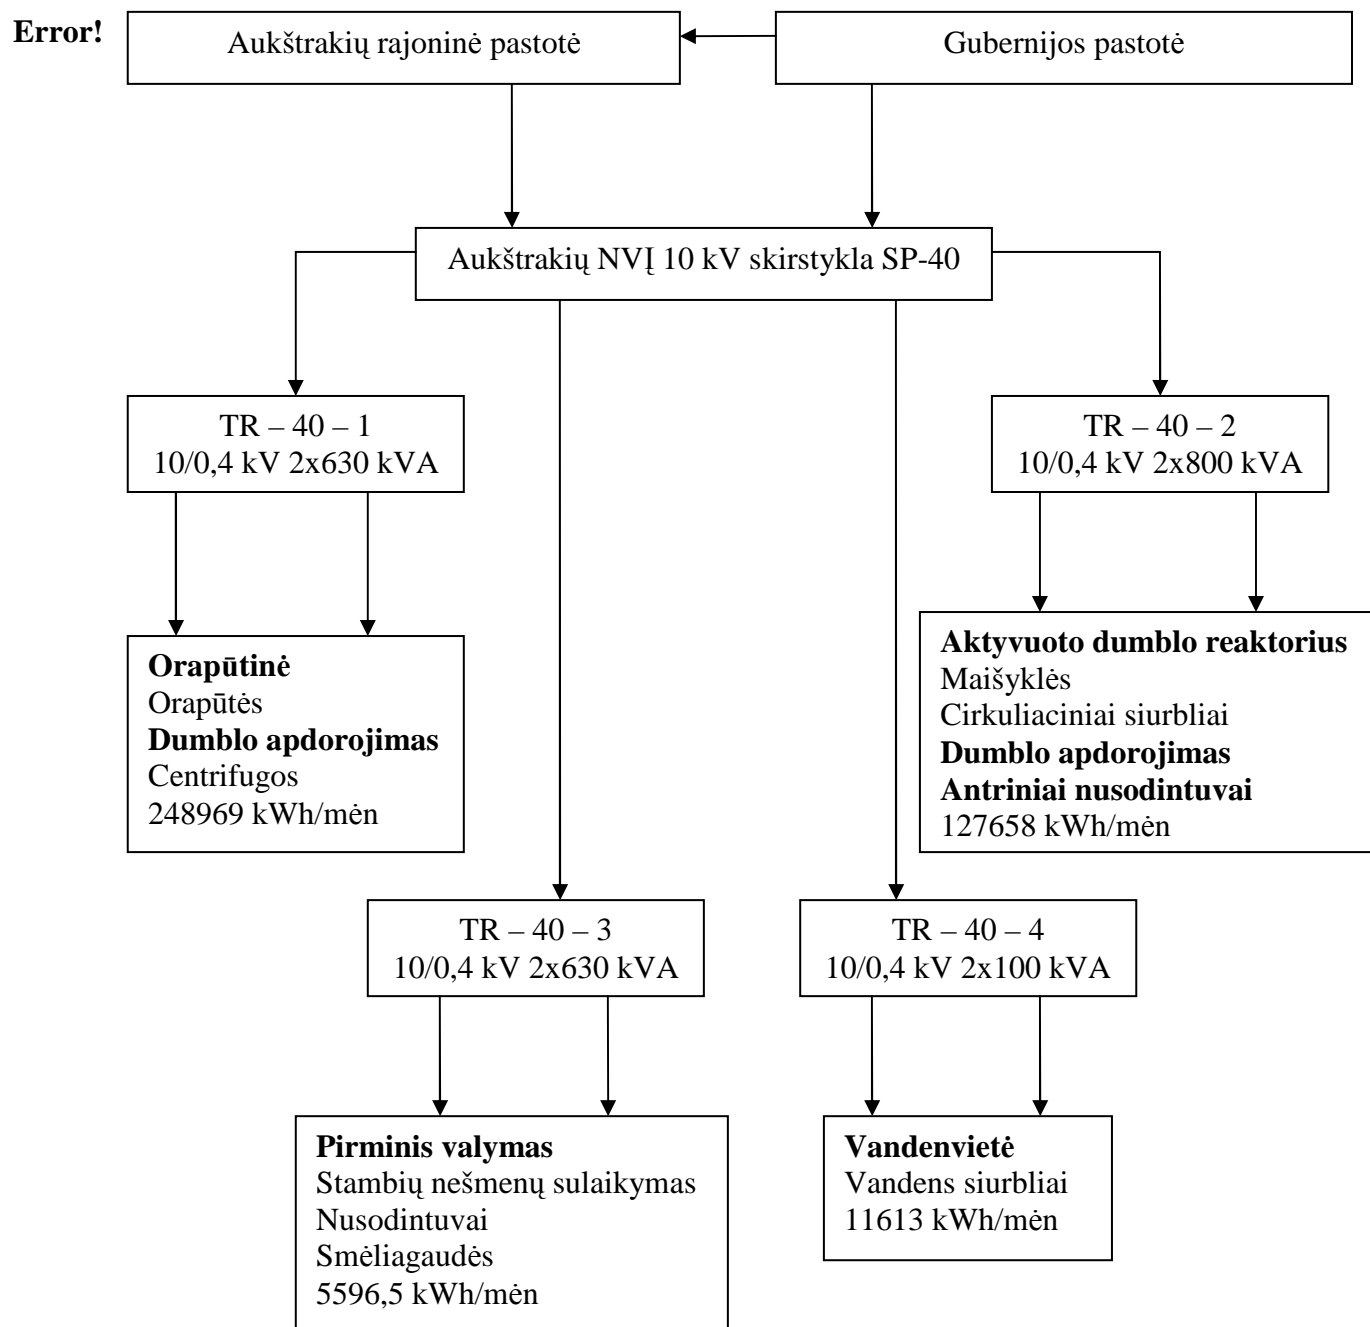 Error!
Aukštrakių rajoninė pastotė
Gubernijos pastotė
Aukštrakių NVĮ 10 kV skirstykla SP-40
TR – 40 – 1
10/0,4 kV 2x630 kVA
TR – 40 – 2
10/0,4 kV 2x800 kVA
Orapūtinė
Orapūtės
Dumblo apdorojimas
Centrifugos
248969 kWh/mėn
Aktyvuoto dumblo reaktorius
Maišyklės
Cirkuliaciniai siurbliai
Dumblo apdorojimas
Antriniai nusodintuvai
127658 kWh/mėn
TR – 40 – 3
10/0,4 kV 2x630 kVA
TR – 40 – 4
10/0,4 kV 2x100 kVA
Pirminis valymas
Stambių nešmenų sulaikymas
Nusodintuvai
Smėliagaudės
5596,5 kWh/mėn
Vandenvietė
Vandens siurbliai
11613 kWh/mėn